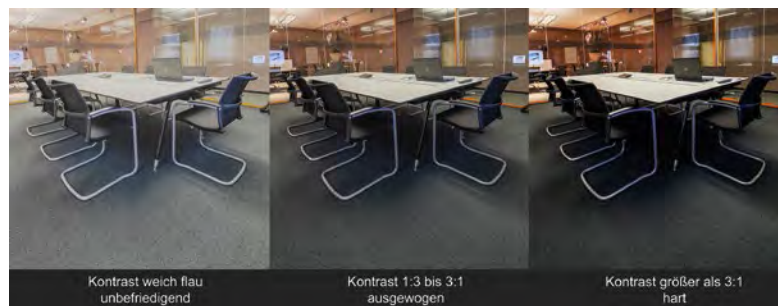 Kontrast weich flau
unbefriedigend
Kontrast 1:3 bis 3:1
ausgewogen
Kontrast größer als 3:1
hart